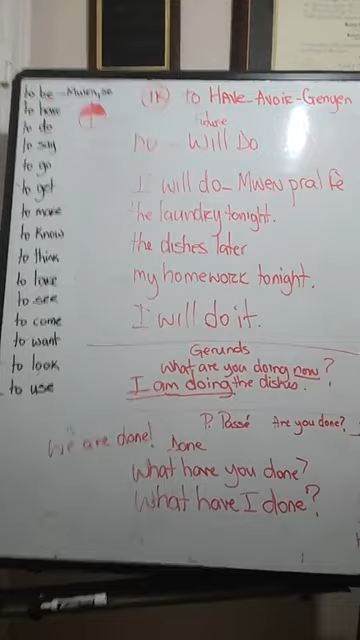 to be - Mwen, se
to have
to do
to say
to go
to get
to make
to know
to think
to love
to see
to come
to want
to look
to use
(1K) TO HAVE - AVOIR - Genyen
Future
DO - Will DO
I will do - Mwen pral fè
the laundry tonight.
the dishes later
my homework tonight.
I will do it.
Gerunds
What are you doing now?
I am doing the dishes.
P. Passé Are you done?
We are done! Done
What have you done?
What have I done?